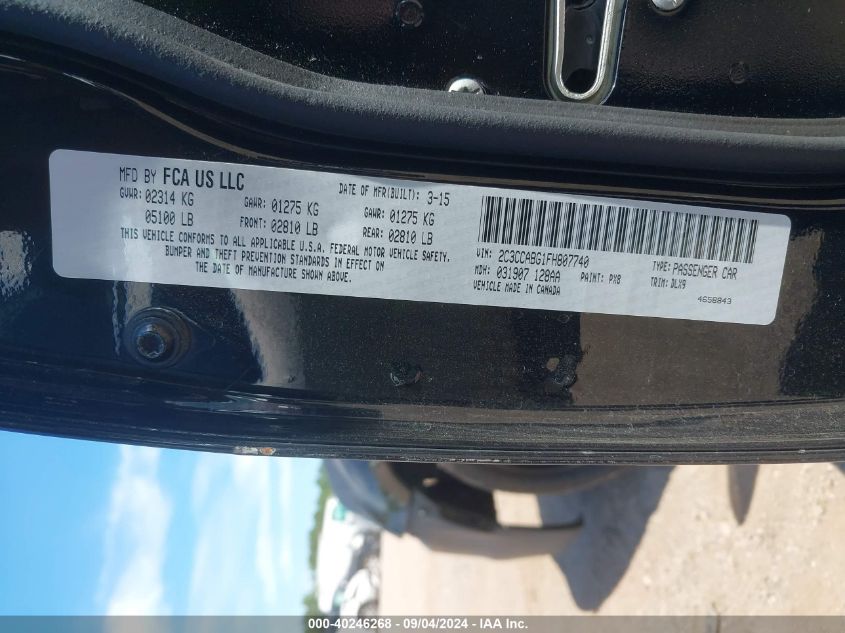 MFD BY FCA US LLC
DATE OF MFR(BUILT): 3-15
GVWR: 02314 KG GAWR: 01275 KG GAWR: 01275 KG
05100 LB FRONT: 02810 LB REAR: 02810 LB
THIS VEHICLE CONFORMS TO ALL APPLICABLE U.S.A. FEDERAL MOTOR VEHICLE SAFETY,
BUMPER AND THEFT PREVENTION STANDARDS IN EFFECT ON
THE DATE OF MANUFACTURE SHOWN ABOVE.
VIN: 2C3CCABG1FH807740 TYPE: PASSENGER CAR
MDH: 031907 128AA PAINT: PX8 TRIM: DLX9
VEHICLE MADE IN CANADA
4658843
000-40246268 - 09/04/2024 - IAA Inc.